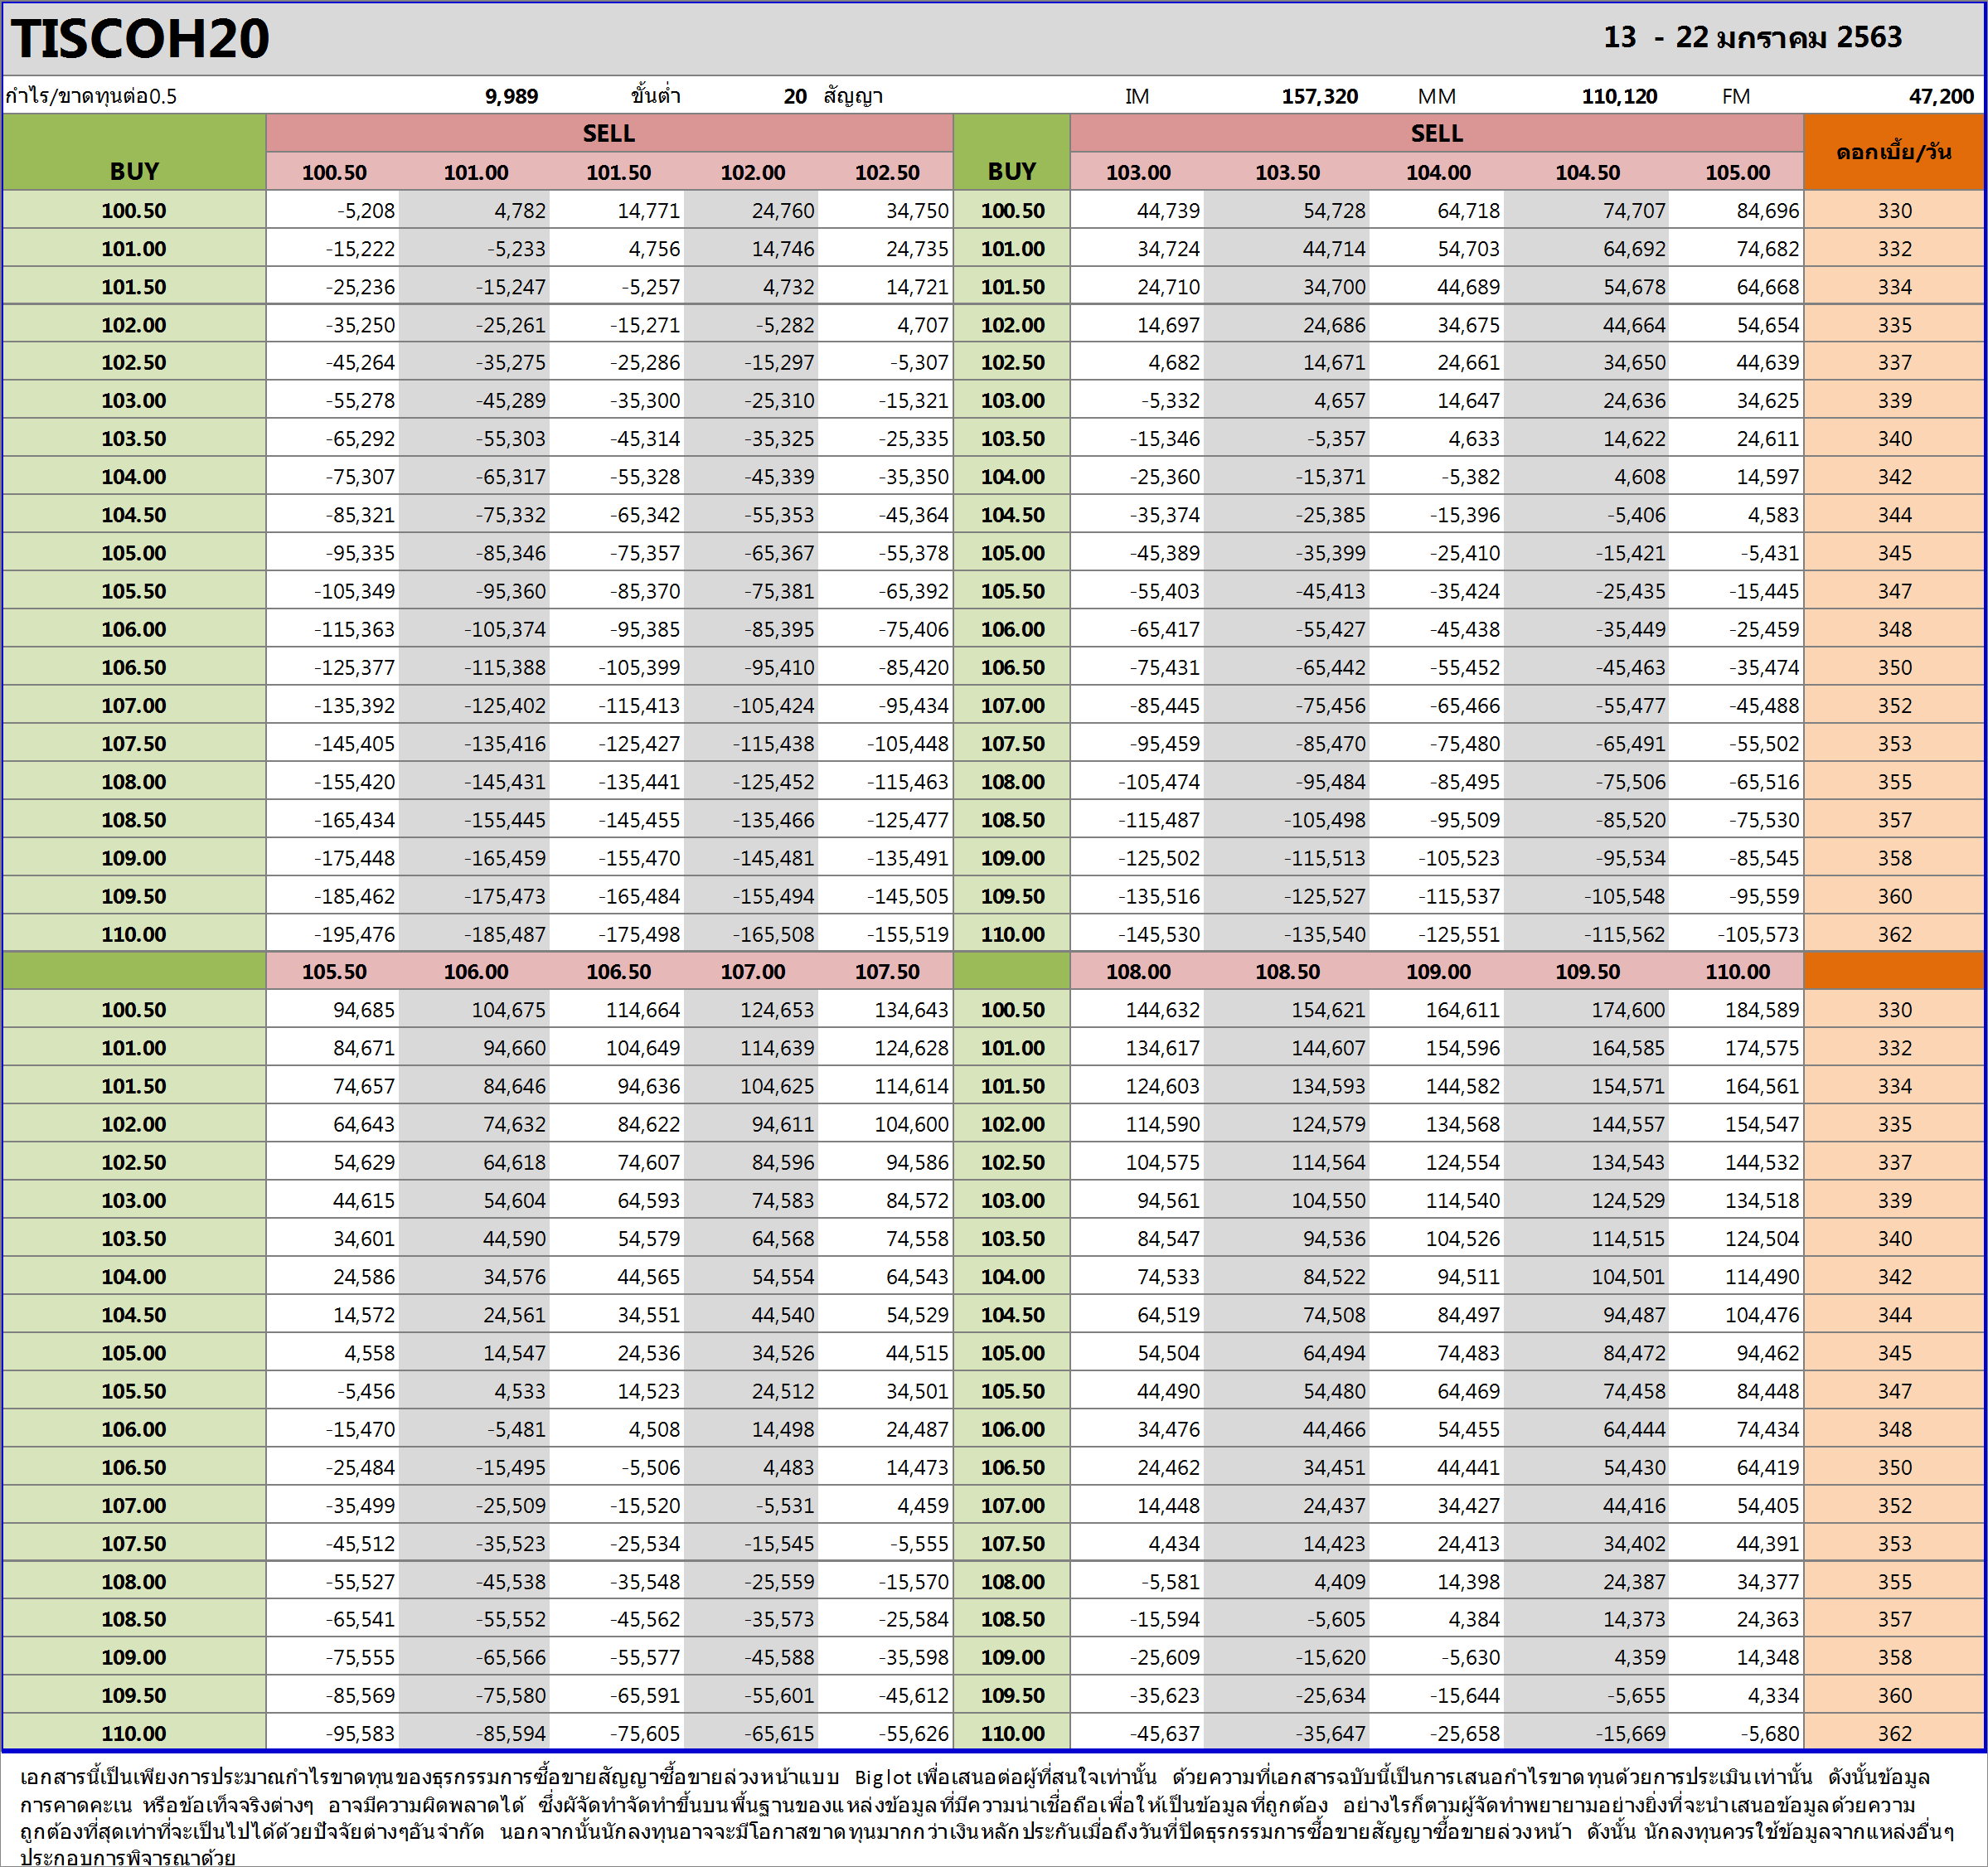 TISCOH20 13 - 22 มกราคม 2563
กำไร/ขาดทุนต่อ0.5 9,989 ขั้นต่ำ 20 สัญญา IM 157,320 MM 110,120 FM 47,200
SELL SELL
BUY BUY ดอกเบี้ย/วัน
100.50 101.00 101.50 102.00 102.50 103.00 103.50 104.00 104.50 105.00
100.50 -5,208 4,782 14,771 24,760 34,750 100.50 44,739 54,728 64,718 74,707 84,696 330
101.00 -15,222 -5,233 4,756 14,746 24,735 101.00 34,724 44,714 54,703 64,692 74,682 332
101.50 -25,236 -15,247 -5,257 4,732 14,721 101.50 24,710 34,700 44,689 54,678 64,668 334
102.00 -35,250 -25,261 -15,271 -5,282 4,707 102.00 14,697 24,686 34,675 44,664 54,654 335
102.50 -45,264 -35,275 -25,286 -15,297 -5,307 102.50 4,682 14,671 24,661 34,650 44,639 337
103.00 -55,278 -45,289 -35,300 -25,310 -15,321 103.00 -5,332 4,657 14,647 24,636 34,625 339
103.50 -65,292 -55,303 -45,314 -35,325 -25,335 103.50 -15,346 -5,357 4,633 14,622 24,611 340
104.00 -75,307 -65,317 -55,328 -45,339 -35,350 104.00 -25,360 -15,371 -5,382 4,608 14,597 342
104.50 -85,321 -75,332 -65,342 -55,353 -45,364 104.50 -35,374 -25,385 -15,396 -5,406 4,583 344
105.00 -95,335 -85,346 -75,357 -65,367 -55,378 105.00 -45,389 -35,399 -25,410 -15,421 -5,431 345
105.50 -105,349 -95,360 -85,370 -75,381 -65,392 105.50 -55,403 -45,413 -35,424 -25,435 -15,445 347
106.00 -115,363 -105,374 -95,385 -85,395 -75,406 106.00 -65,417 -55,427 -45,438 -35,449 -25,459 348
106.50 -125,377 -115,388 -105,399 -95,410 -85,420 106.50 -75,431 -65,442 -55,452 -45,463 -35,474 350
107.00 -135,392 -125,402 -115,413 -105,424 -95,434 107.00 -85,445 -75,456 -65,466 -55,477 -45,488 352
107.50 -145,405 -135,416 -125,427 -115,438 -105,448 107.50 -95,459 -85,470 -75,480 -65,491 -55,502 353
108.00 -155,420 -145,431 -135,441 -125,452 -115,463 108.00 -105,474 -95,484 -85,495 -75,506 -65,516 355
108.50 -165,434 -155,445 -145,455 -135,466 -125,477 108.50 -115,487 -105,498 -95,509 -85,520 -75,530 357
109.00 -175,448 -165,459 -155,470 -145,481 -135,491 109.00 -125,502 -115,513 -105,523 -95,534 -85,545 358
109.50 -185,462 -175,473 -165,484 -155,494 -145,505 109.50 -135,516 -125,527 -115,537 -105,548 -95,559 360
110.00 -195,476 -185,487 -175,498 -165,508 -155,519 110.00 -145,530 -135,540 -125,551 -115,562 -105,573 362
105.50 106.00 106.50 107.00 107.50 108.00 108.50 109.00 109.50 110.00
100.50 94,685 104,675 114,664 124,653 134,643 100.50 144,632 154,621 164,611 174,600 184,589 330
101.00 84,671 94,660 104,649 114,639 124,628 101.00 134,617 144,607 154,596 164,585 174,575 332
101.50 74,657 84,646 94,636 104,625 114,614 101.50 124,603 134,593 144,582 154,571 164,561 334
102.00 64,643 74,632 84,622 94,611 104,600 102.00 114,590 124,579 134,568 144,557 154,547 335
102.50 54,629 64,618 74,607 84,596 94,586 102.50 104,575 114,564 124,554 134,543 144,532 337
103.00 44,615 54,604 64,593 74,583 84,572 103.00 94,561 104,550 114,540 124,529 134,518 339
103.50 34,601 44,590 54,579 64,568 74,558 103.50 84,547 94,536 104,526 114,515 124,504 340
104.00 24,586 34,576 44,565 54,554 64,543 104.00 74,533 84,522 94,511 104,501 114,490 342
104.50 14,572 24,561 34,551 44,540 54,529 104.50 64,519 74,508 84,497 94,487 104,476 344
105.00 4,558 14,547 24,536 34,526 44,515 105.00 54,504 64,494 74,483 84,472 94,462 345
105.50 -5,456 4,533 14,523 24,512 34,501 105.50 44,490 54,480 64,469 74,458 84,448 347
106.00 -15,470 -5,481 4,508 14,498 24,487 106.00 34,476 44,466 54,455 64,444 74,434 348
106.50 -25,484 -15,495 -5,506 4,483 14,473 106.50 24,462 34,451 44,441 54,430 64,419 350
107.00 -35,499 -25,509 -15,520 -5,531 4,459 107.00 14,448 24,437 34,427 44,416 54,405 352
107.50 -45,512 -35,523 -25,534 -15,545 -5,555 107.50 4,434 14,423 24,413 34,402 44,391 353
108.00 -55,527 -45,538 -35,548 -25,559 -15,570 108.00 -5,581 4,409 14,398 24,387 34,377 355
108.50 -65,541 -55,552 -45,562 -35,573 -25,584 108.50 -15,594 -5,605 4,384 14,373 24,363 357
109.00 -75,555 -65,566 -55,577 -45,588 -35,598 109.00 -25,609 -15,620 -5,630 4,359 14,348 358
109.50 -85,569 -75,580 -65,591 -55,601 -45,612 109.50 -35,623 -25,634 -15,644 -5,655 4,334 360
110.00 -95,583 -85,594 -75,605 -65,615 -55,626 110.00 -45,637 -35,647 -25,658 -15,669 -5,680 362
เอกสารนี้เป็นเพียงการประมาณกำไรขาดทุนของธุรกรรมการซื้อขายสัญญาซื้อขายล่วงหน้าแบบ Biglot เพื่อเสนอต่อผู้ที่สนใจเท่านั้น ด้วยความที่เอกสารฉบับนี้เป็นการเสนอกำไรขาดทุนด้วยการประเมินเท่านั้น ดังนั้นข้อมูล
การคาดคะเน หรือข้อเท็จจริงต่างๆ อาจมีความผิดพลาดได้ ซึ่งผัจัดทำจัดทำขึ้นบนพื้นฐานของแหล่งข้อมูลที่มีความน่าเชื่อถือเพื่อให้เป็นข้อมูลที่ถูกต้อง อย่างไรก็ตามผู้จัดทำพยายามอย่างยิ่งที่จะนำเสนอข้อมูลด้วยความ
ถูกต้องที่สุดเท่าที่จะเป็นไปได้ด้วยปัจจัยต่างๆอันจำกัด นอกจากนั้นนักลงทุนอาจจะมีโอกาสขาดทุนมากกว่าเงินหลักประกันเมื่อถึงวันที่ปิดธุรกรรมการซื้อขายสัญญาซื้อขายล่วงหน้า ดังนั้น นักลงทุนควรใช้ข้อมูลจากแหล่งอื่นๆ
ประกอบการพิจารณาด้วย